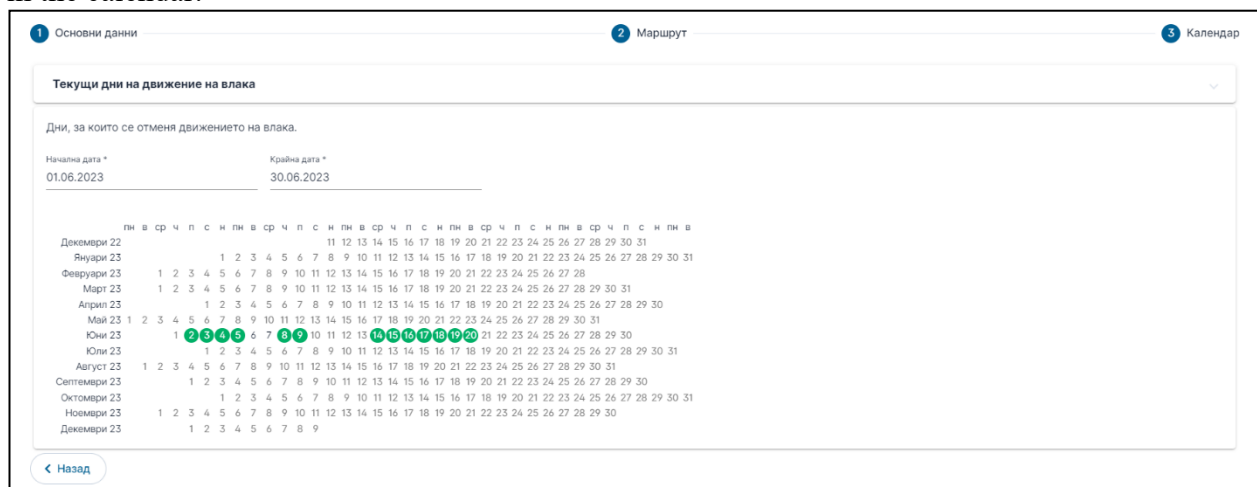 1 Основни данни 2 Маршрут 3 Календар
Текущи дни на движение на влака
Дни, за които се отменя движението на влака.
Начална дата * Крайна дата *
01.06.2023 30.06.2023
пн в ср ч п с н пн в ср ч п с н пн в ср ч п с н пн в ср ч п с н пн в ср ч п с н пн в
Декември 22 11 12 13 14 15 16 17 18 19 20 21 22 23 24 25 26 27 28 29 30 31
Януари 23 1 2 3 4 5 6 7 8 9 10 11 12 13 14 15 16 17 18 19 20 21 22 23 24 25 26 27 28 29 30 31
Февруари 23 1 2 3 4 5 6 7 8 9 10 11 12 13 14 15 16 17 18 19 20 21 22 23 24 25 26 27 28
Март 23 1 2 3 4 5 6 7 8 9 10 11 12 13 14 15 16 17 18 19 20 21 22 23 24 25 26 27 28 29 30 31
Април 23 1 2 3 4 5 6 7 8 9 10 11 12 13 14 15 16 17 18 19 20 21 22 23 24 25 26 27 28 29 30
Май 23 1 2 3 4 5 6 7 8 9 10 11 12 13 14 15 16 17 18 19 20 21 22 23 24 25 26 27 28 29 30 31
Юни 23 1 2 3 4 5 6 7 8 9 10 11 12 13 14 15 16 17 18 19 20 21 22 23 24 25 26 27 28 29 30
Юли 23 1 2 3 4 5 6 7 8 9 10 11 12 13 14 15 16 17 18 19 20 21 22 23 24 25 26 27 28 29 30 31
Август 23 1 2 3 4 5 6 7 8 9 10 11 12 13 14 15 16 17 18 19 20 21 22 23 24 25 26 27 28 29 30 31
Септември 23 1 2 3 4 5 6 7 8 9 10 11 12 13 14 15 16 17 18 19 20 21 22 23 24 25 26 27 28 29 30
Октомври 23 1 2 3 4 5 6 7 8 9 10 11 12 13 14 15 16 17 18 19 20 21 22 23 24 25 26 27 28 29 30 31
Ноември 23 1 2 3 4 5 6 7 8 9 10 11 12 13 14 15 16 17 18 19 20 21 22 23 24 25 26 27 28 29 30
Декември 23 1 2 3 4 5 6 7 8 9
Назад